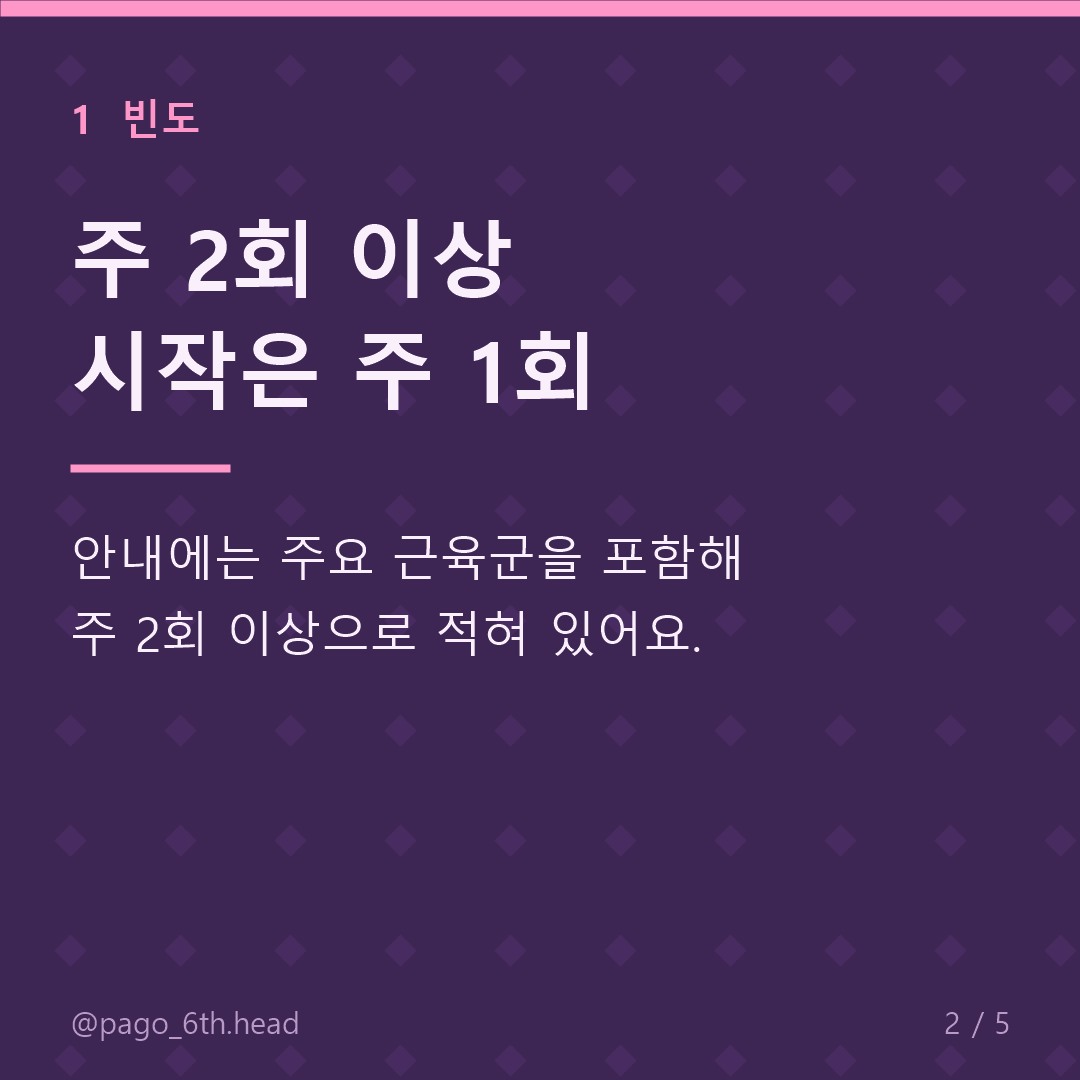 1 빈도
주 2회 이상
시작은 주 1회
안내에는 주요 근육군을 포함해
주 2회 이상으로 적혀 있어요.
@pago_6th.head
2 / 5